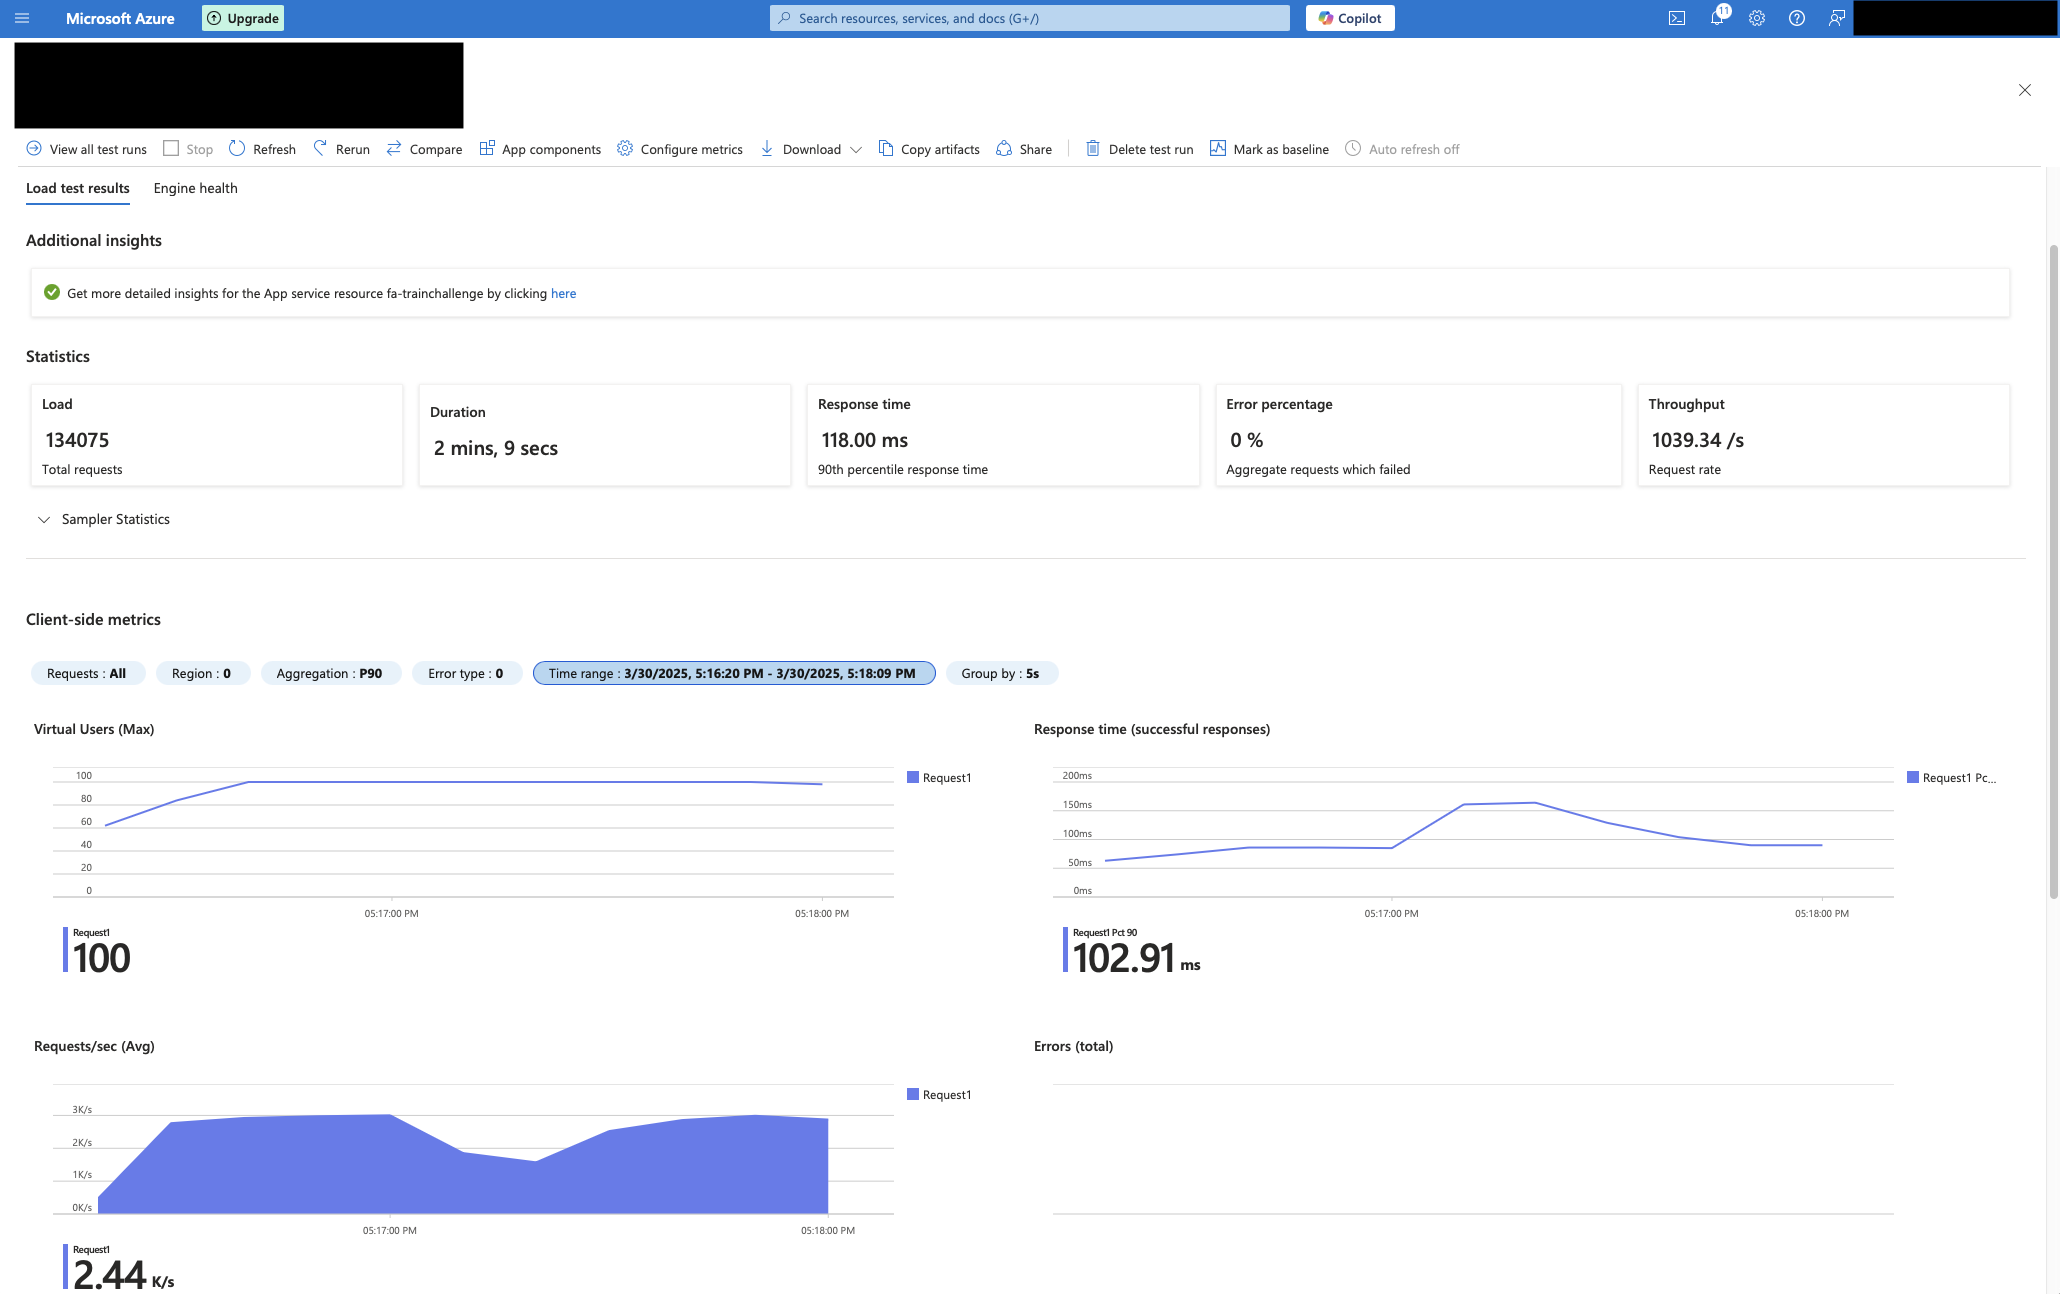 Microsoft Azure
Upgrade
Search resources, services, and docs (G+/)
Copilot
11
View all test runs
Stop
Refresh
Rerun
Compare
App components
Configure metrics
Download
Copy artifacts
Share
Delete test run
Mark as baseline
Auto refresh off
Load test results
Engine health
Additional insights
Get more detailed insights for the App service resource fa-trainchallenge by clicking here
Statistics
Load
134075
Total requests
Duration
2 mins, 9 secs
Response time
118.00 ms
90th percentile response time
Error percentage
0 %
Aggregate requests which failed
Throughput
1039.34 /s
Request rate
Sampler Statistics
Client-side metrics
Requests : All
Region : 0
Aggregation : P90
Error type : 0
Time range : 3/30/2025, 5:16:20 PM - 3/30/2025, 5:18:09 PM
Group by : 5s
Virtual Users (Max)
100
80
60
40
20
0
05:17:00 PM
05:18:00 PM
Request1
Request1
100
Response time (successful responses)
200ms
150ms
100ms
50ms
0ms
05:17:00 PM
05:18:00 PM
Request1 Pc...
Request1 Pct 90
102.91 ms
Requests/sec (Avg)
3K/s
2K/s
1K/s
0K/s
05:17:00 PM
05:18:00 PM
Request1
Request1
2.44 K/s
Errors (total)